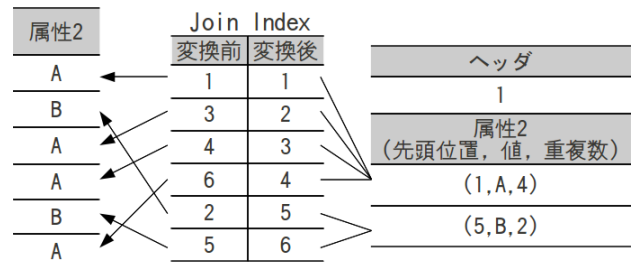 属性2
A
B
A
A
B
A
Join Index
変換前 変換後
1 1
3 2
4 3
6 4
2 5
5 6
ヘッダ
1
属性2
(先頭位置，値，重複数)
(1,A,4)
(5,B,2)